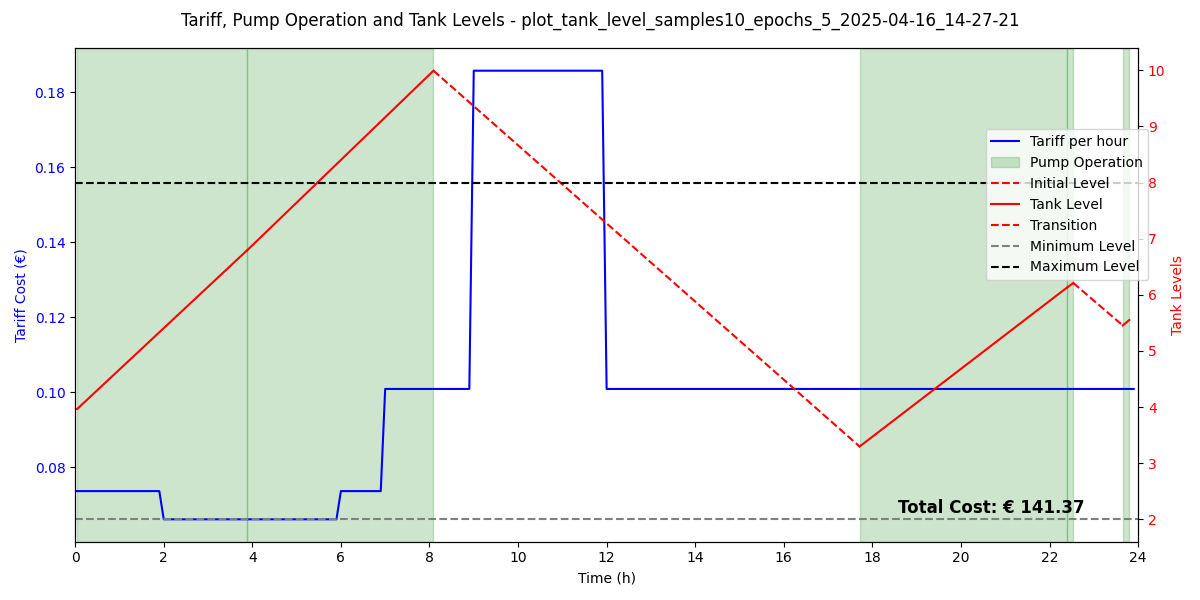 Tariff, Pump Operation and Tank Levels - plot_tank_level_samples10_epochs_5_2025-04-16_14-27-21
Tariff Cost (€)
0.18
0.16
0.14
0.12
0.10
0.08
10
9
8
7
6
5
4
3
2
Tank Levels
Tariff per hour
Pump Operation
Initial Level
Tank Level
Transition
Minimum Level
Maximum Level
Total Cost: € 141.37
0 2 4 6 8 10 12 14 16 18 20 22 24
Time (h)